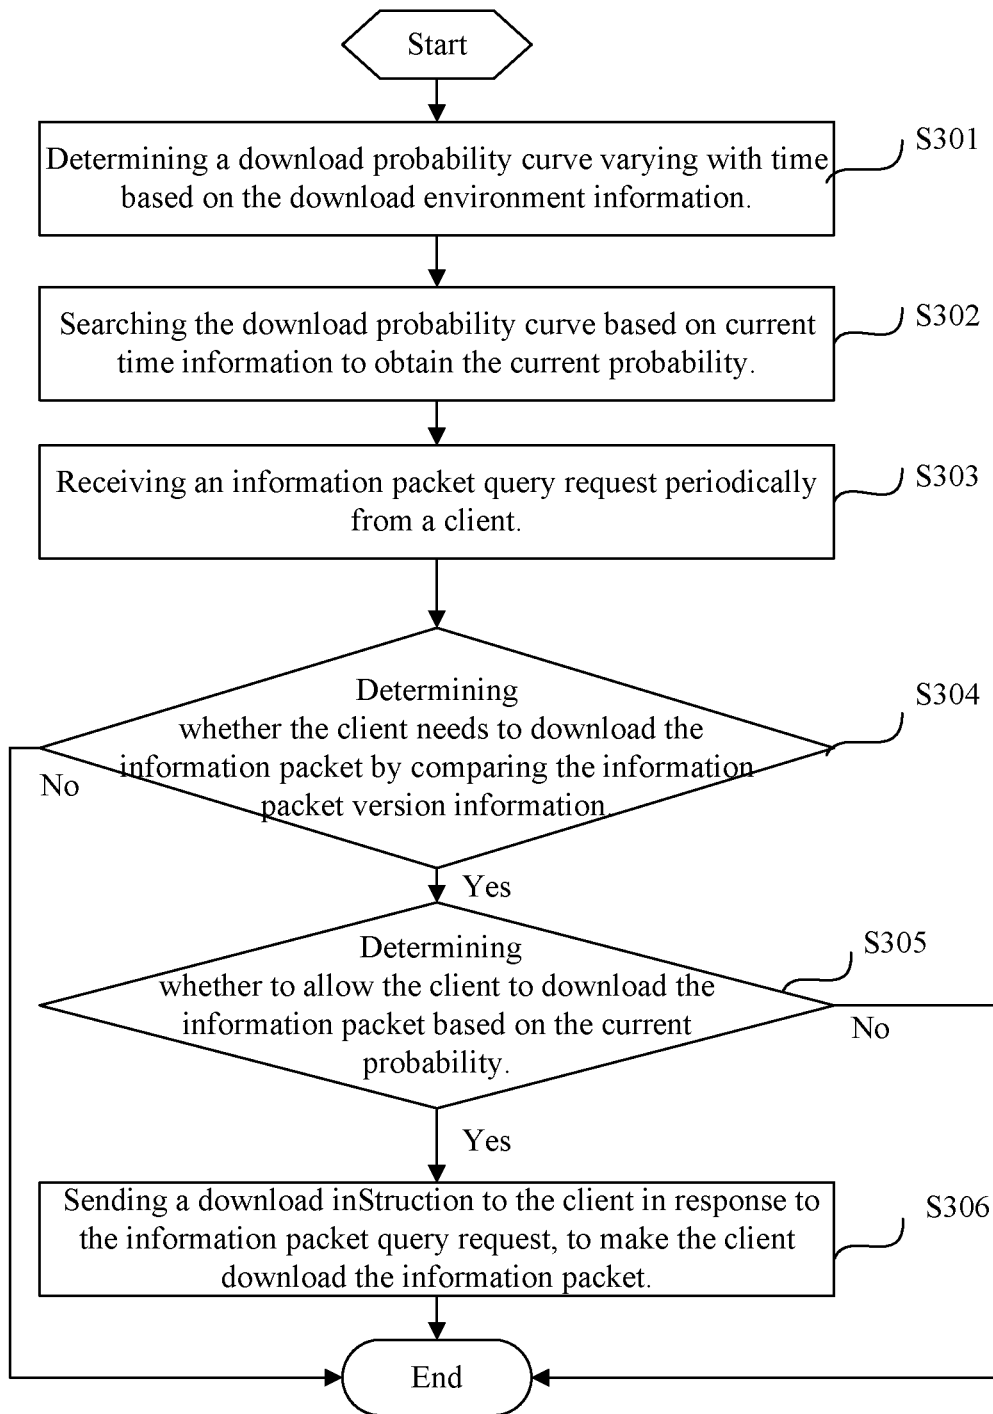 Start
Determining a download probability curve varying with time
based on the download environment information.
S301
Searching the download probability curve based on current
time information to obtain the current probability.
S302
Receiving an information packet query request periodically
from a client.
S303
Determining
whether the client needs to download the
information packet by comparing the information
packet version information.
S304
No
Yes
Determining
whether to allow the client to download the
information packet based on the current
probability.
S305
No
Yes
Sending a download inStruction to the client in response to
the information packet query request, to make the client
download the information packet.
S306
End